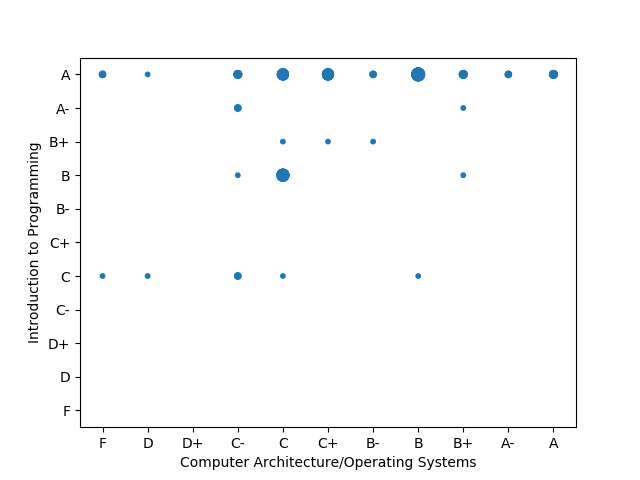 A
A-
B+
B
B-
C+
C
C-
D+
D
F
Introduction to Programming
F D D+ C- C C+ B- B B+ A- A
Computer Architecture/Operating Systems